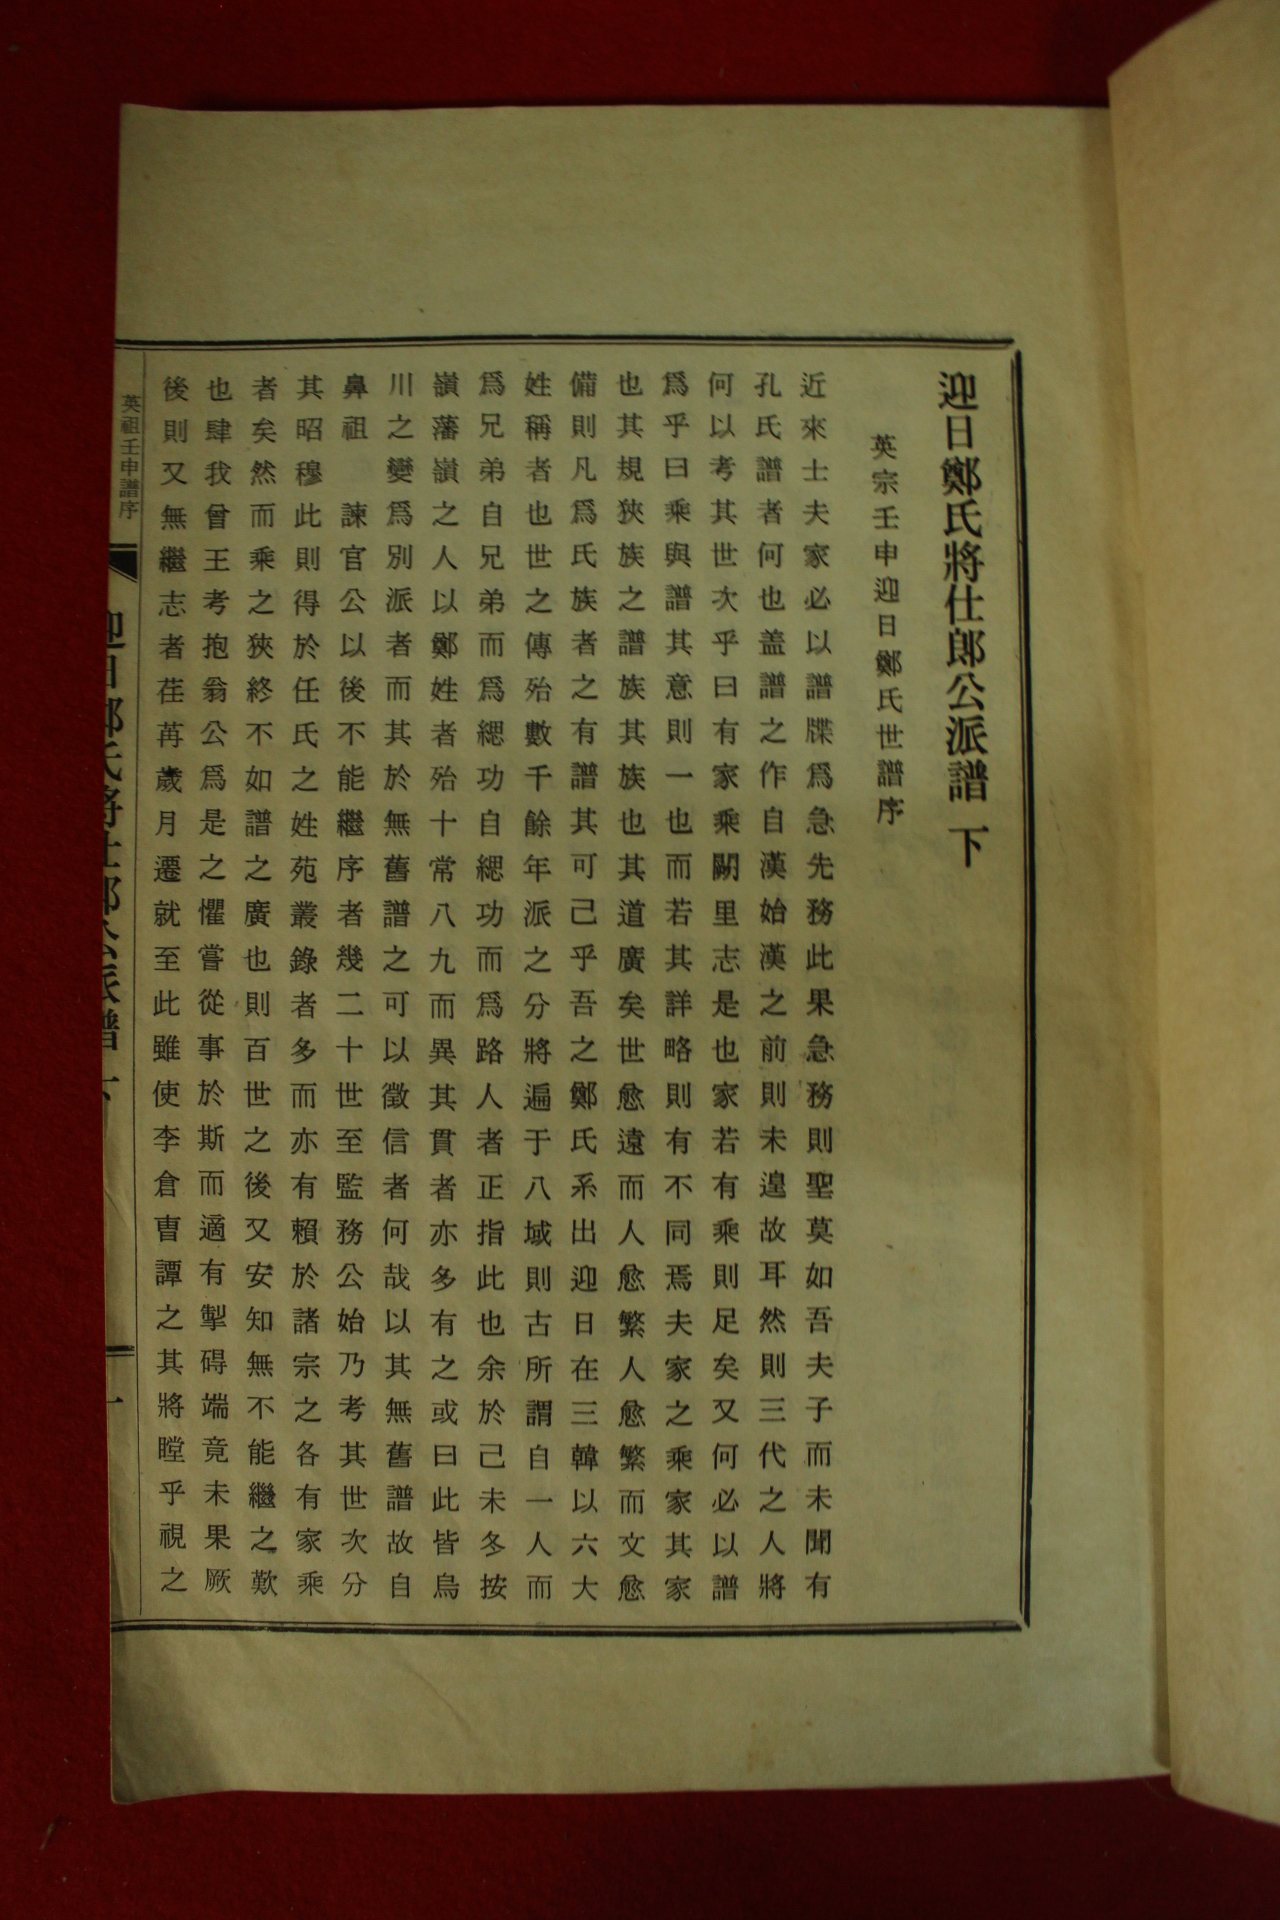 迎日鄭氏將仕郎公派譜 下
英宗壬申迎日鄭氏世譜序
近來士夫家必以譜牒爲急先務此果急務則聖莫如吾夫子而未聞有
孔氏譜者何也盖譜之作自漢始漢之前則未遑故耳然則三代之人將
何以考其世次乎曰有家乘闕里志是也家若有乘則足矣又何必以譜
爲乎曰乘與譜其意則一也而若其詳略則有不同焉夫家之乘家其家
也其規狹族之譜族其族也其道廣矣世愈遠而人愈繁人愈繁而文愈
備則凡爲氏族者之有譜其可己乎吾之鄭氏系出迎日在三韓以六大
姓稱者也世之傳殆數千餘年派之分將遍于八域則古所謂自一人而
爲兄弟自兄弟而爲緦功自緦功而爲路人者正指此也余於己未冬按
嶺藩嶺之人以鄭姓者殆十常八九而異其貫者亦多有之或曰此皆烏
川之變爲別派者而其於無舊譜之可以徵信者何哉以其無舊譜故自
鼻祖 諫官公以後不能繼序者幾二十世至監務公始乃考其世次分
其昭穆此則得於任氏之姓苑叢錄者多而亦有賴於諸宗之各有家乘
者矣然而乘之狹終不如譜之廣也則百世之後又安知無不能繼之歎
也肆我曾王考抱翁公爲是之懼嘗從事於斯而適有掣碍端竟未果厥
後則又無繼志者荏苒歲月遷就至此雖使李倉曺譚之其將瞠乎視之
英祖壬申譜序
迎日鄭氏將仕郎公派譜 下
一